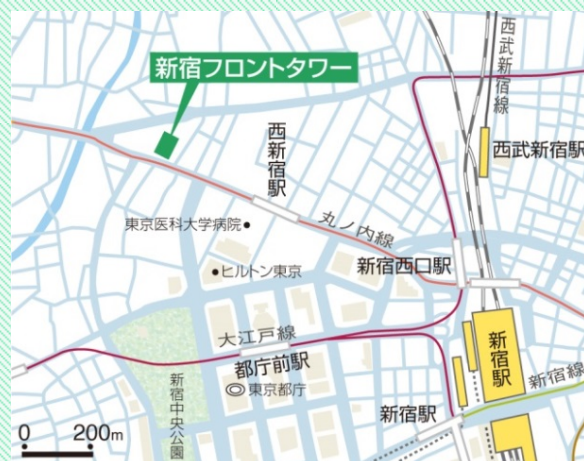 新宿フロントタワー
西武新宿線
西新宿駅
西武新宿駅
東京医科大学病院
丸ノ内線
新宿西口駅
ヒルトン東京
大江戸線
新宿駅
都庁前駅
新宿線
東京都庁
新宿中央公園
新宿駅
0 200m